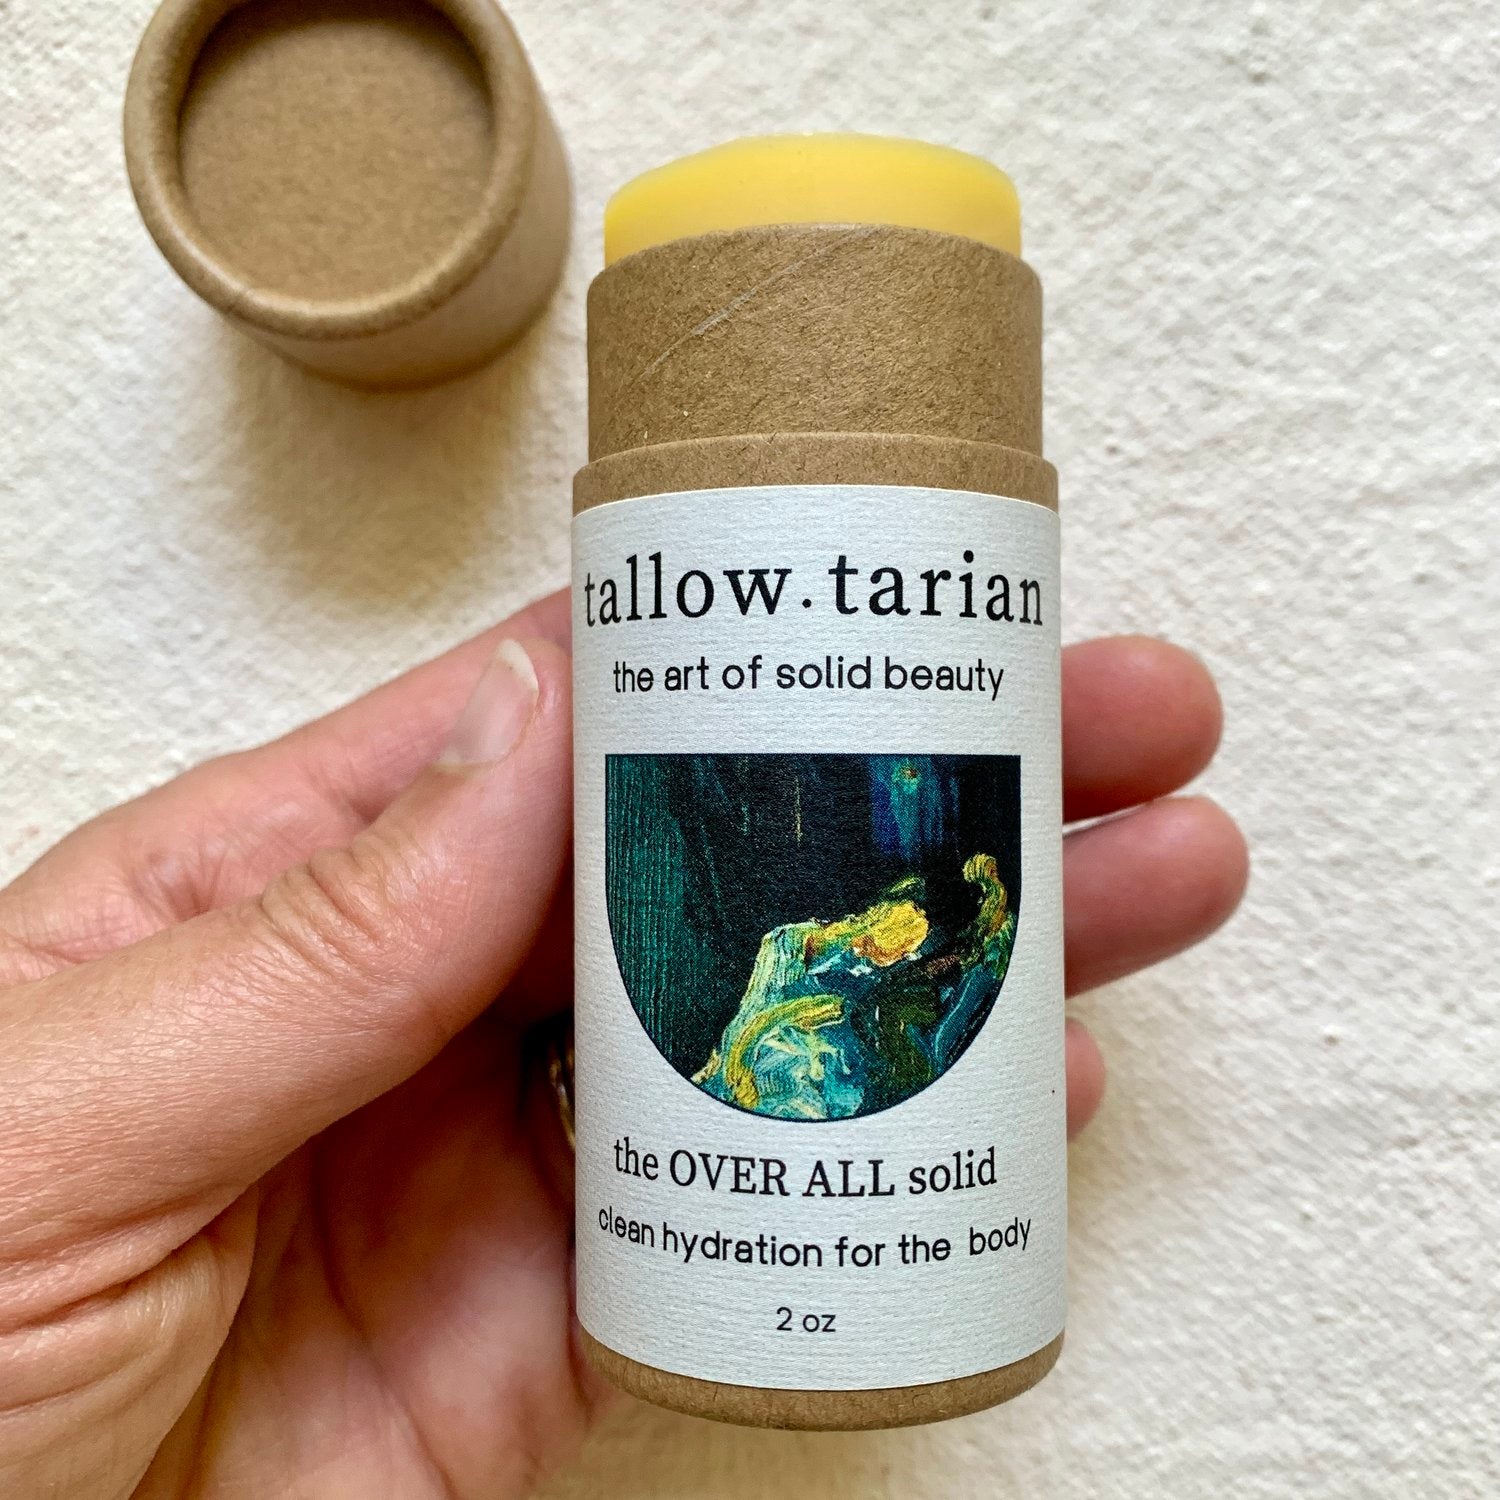 tallow.tarian
the art of solid beauty
the OVER ALL solid
clean hydration for the body
2 oz